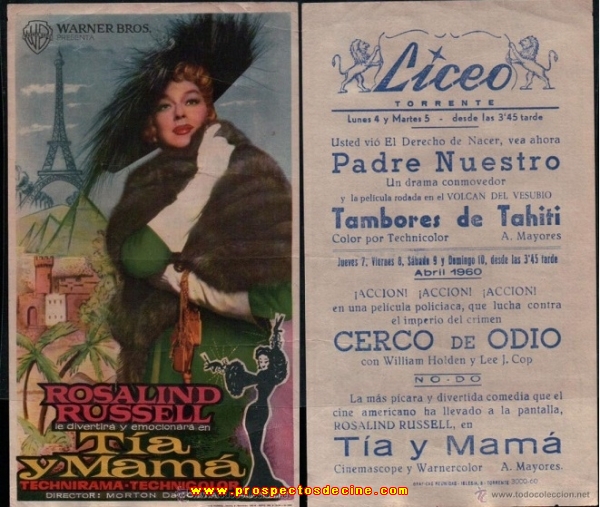 WB
WARNER BROS.
PRESENTA
ROSALIND
RUSSELL
le divertirá y emocionará en
Tía
y Mamá
TECHNIRAMA-TECHNICOLOR
DIRECTOR: MORTON DaCOSTA
Liceo
TORRENTE
Lunes 4 y Martes 5 - desde las 3'45 tarde
Usted vió El Derecho de Nacer, vea ahora
Padre Nuestro
Un drama conmovedor
y la película rodada en el VOLCAN DEL VESUBIO
Tambores de Tahiti
Color por Technicolor A. Mayores
Jueves 7; Viernes 8, Sábado 9 y Domingo 10, desde las 3'45 tarde
Abril 1960
¡ACCION! ¡ACCION! ¡ACCION!
en una película policíaca, que lucha contra
el imperio del crimen
CERCO DE ODIO
con William Holden y Lee J. Cop
NO-DO
La más pícara y divertida comedia que el
cine americano ha llevado a la pantalla,
ROSALIND RUSSELL, en
Tía y Mamá
Cinemascope y Warnercolor A. Mayores.
todocoleccion.net
www.prospectosdecine.com